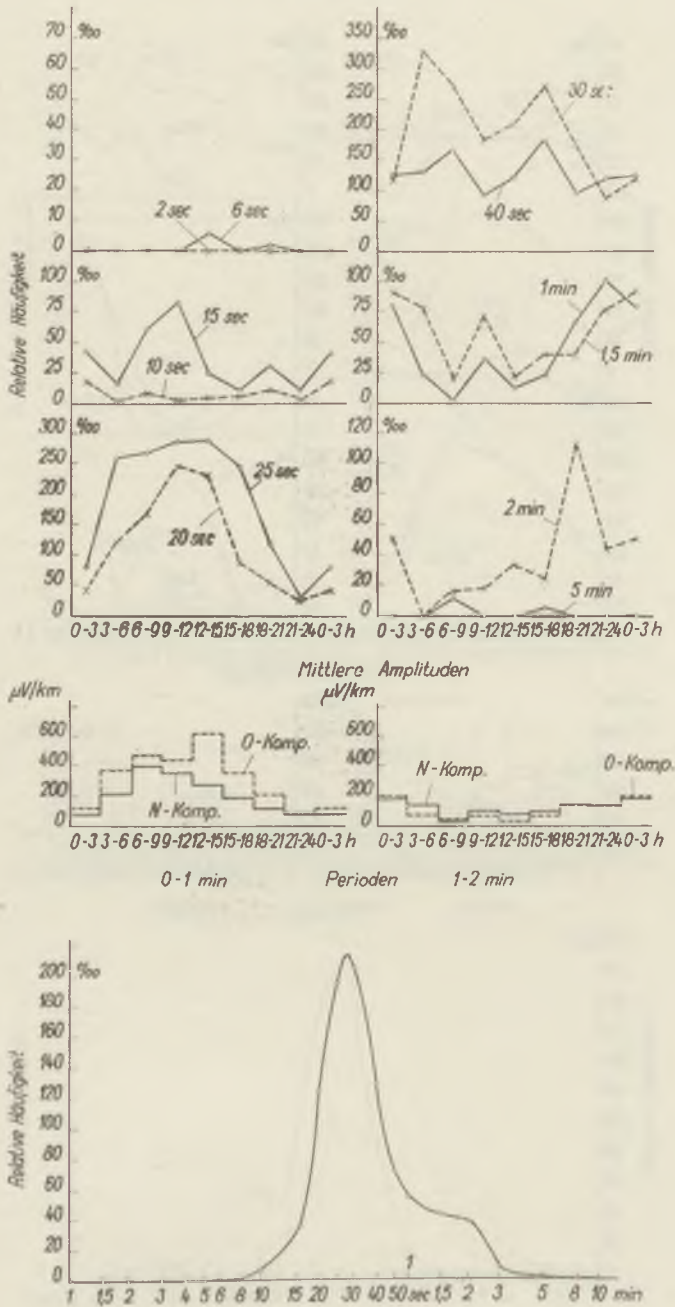 70 ‰
60
50
40
30
20
10
0
2 sec
6 sec
350 ‰
300
250
200
150
100
50
0
30 sec
40 sec
Relative Häufigkeit
100 ‰
75
50
25
0
15 sec
10 sec
100 ‰
75
50
25
0
1 min
1,5 min
300 ‰
250
200
150
100
50
0
25 sec
20 sec
0-3 3-6 6-9 9-12 12-15 15-18 18-21 21-24 0-3 h
120 ‰
100
80
60
40
20
0
2 min
5 min
0-3 3-6 6-9 9-12 12-15 15-18 18-21 21-24 0-3 h
Mittlere Amplituden
µV/km
600
400
200
0
O-Komp.
N-Komp.
0-3 3-6 6-9 9-12 12-15 15-18 18-21 21-24 0-3 h
µV/km
600
400
200
0
N-Komp.
O-Komp.
0-3 3-6 6-9 9-12 12-15 15-18 18-21 21-24 0-3 h
0-1 min Perioden 1-2 min
Relative Häufigkeit
200 ‰
180
160
140
120
100
80
60
40
20
0
1
1 1,5 2 3 4 5 6 8 10 15 20 30 40 50 sec 1,5 2 3 5 8 10 min